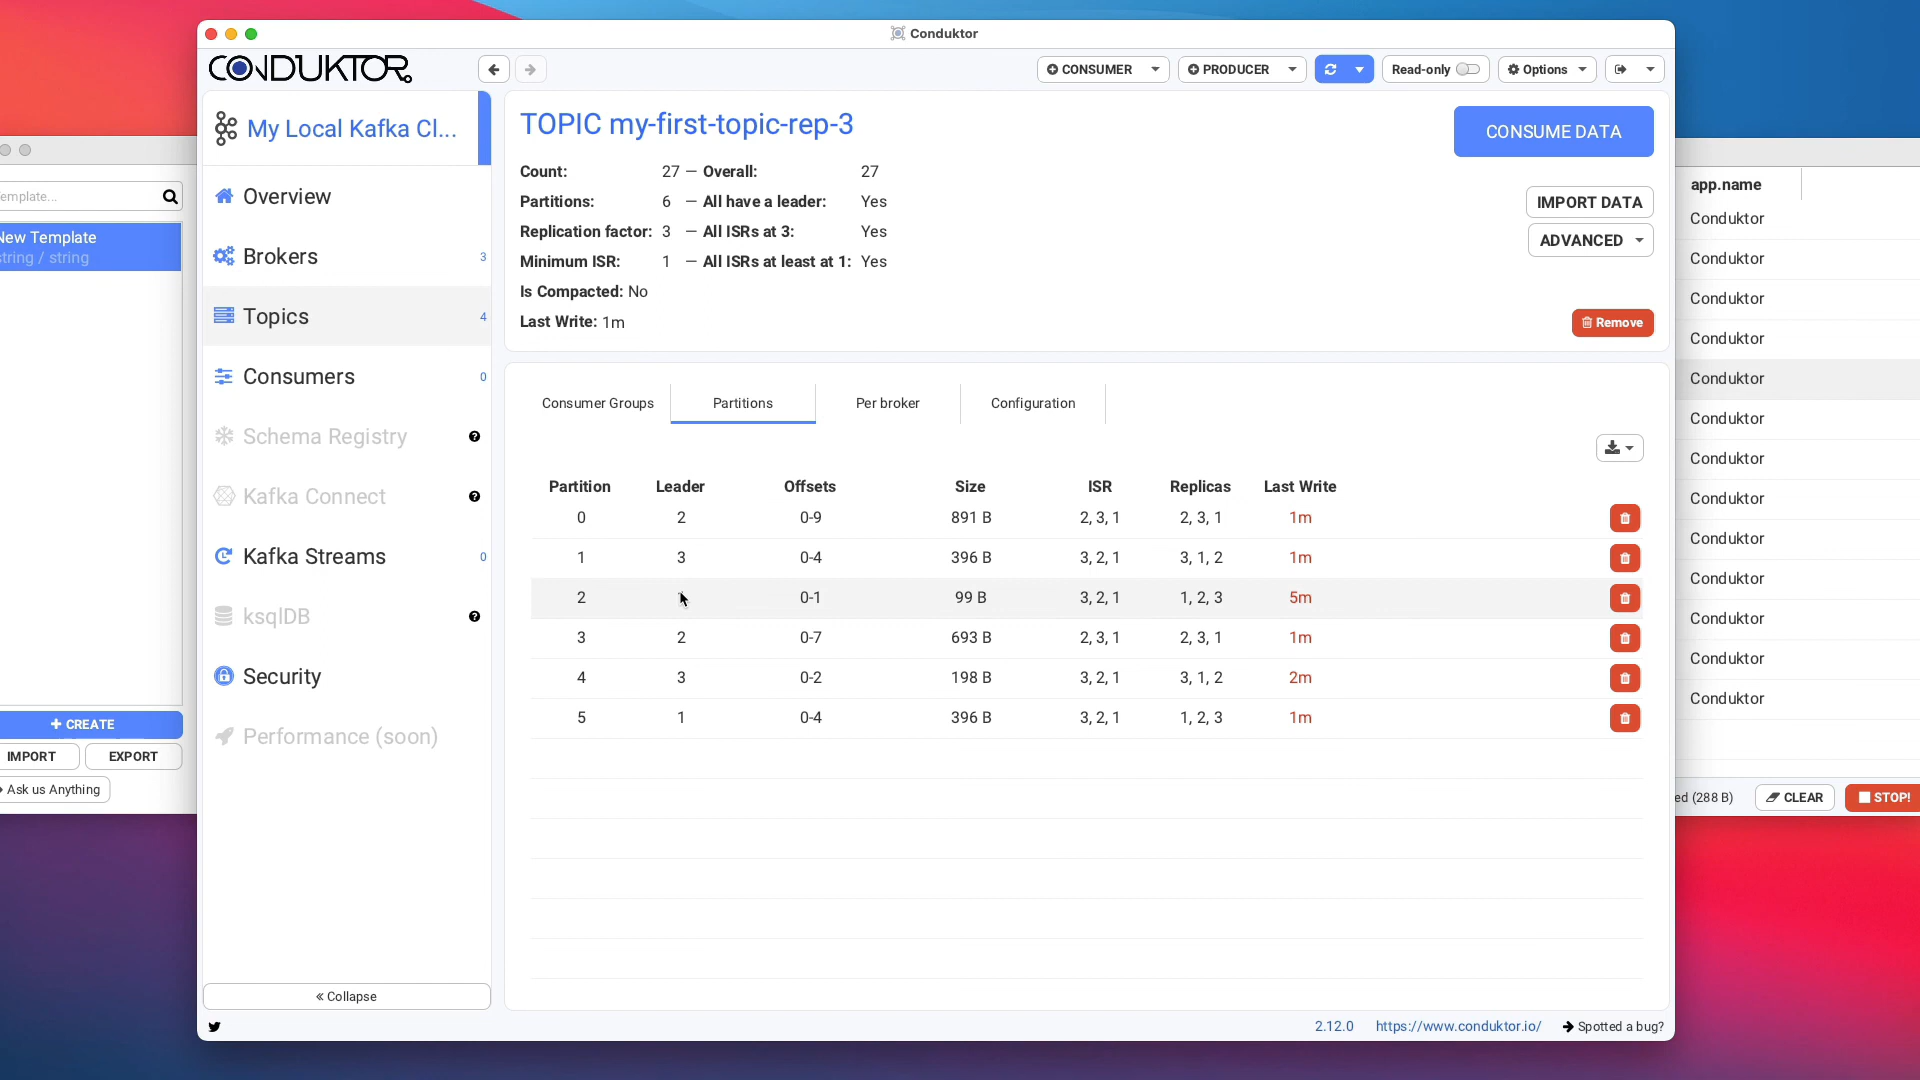 Conduktor
CONDUKTOR
CONSUMER
PRODUCER
Read-only
Options
My Local Kafka Cl...
Overview
Brokers 3
Topics 4
Consumers 0
Schema Registry
Kafka Connect
Kafka Streams 0
ksqlDB
Security
Performance (soon)
« Collapse
TOPIC my-first-topic-rep-3
CONSUME DATA
Count: 27 — Overall: 27
Partitions: 6 — All have a leader: Yes
Replication factor: 3 — All ISRs at 3: Yes
Minimum ISR: 1 — All ISRs at least at 1: Yes
Is Compacted: No
Last Write: 1m
IMPORT DATA
ADVANCED
Remove
Consumer Groups Partitions Per broker Configuration
Partition Leader Offsets Size ISR Replicas Last Write
0 2 0-9 891 B 2, 3, 1 2, 3, 1 1m
1 3 0-4 396 B 3, 2, 1 3, 1, 2 1m
2 0-1 99 B 3, 2, 1 1, 2, 3 5m
3 2 0-7 693 B 2, 3, 1 2, 3, 1 1m
4 3 0-2 198 B 3, 2, 1 3, 1, 2 2m
5 1 0-4 396 B 3, 2, 1 1, 2, 3 1m
2.12.0 https://www.conduktor.io/ Spotted a bug?
emplate...
New Template
string / string
+ CREATE
IMPORT EXPORT
Ask us Anything
app.name
Conduktor
Conduktor
Conduktor
Conduktor
Conduktor
Conduktor
Conduktor
Conduktor
Conduktor
Conduktor
Conduktor
Conduktor
Conduktor
ed (288 B) CLEAR STOP!